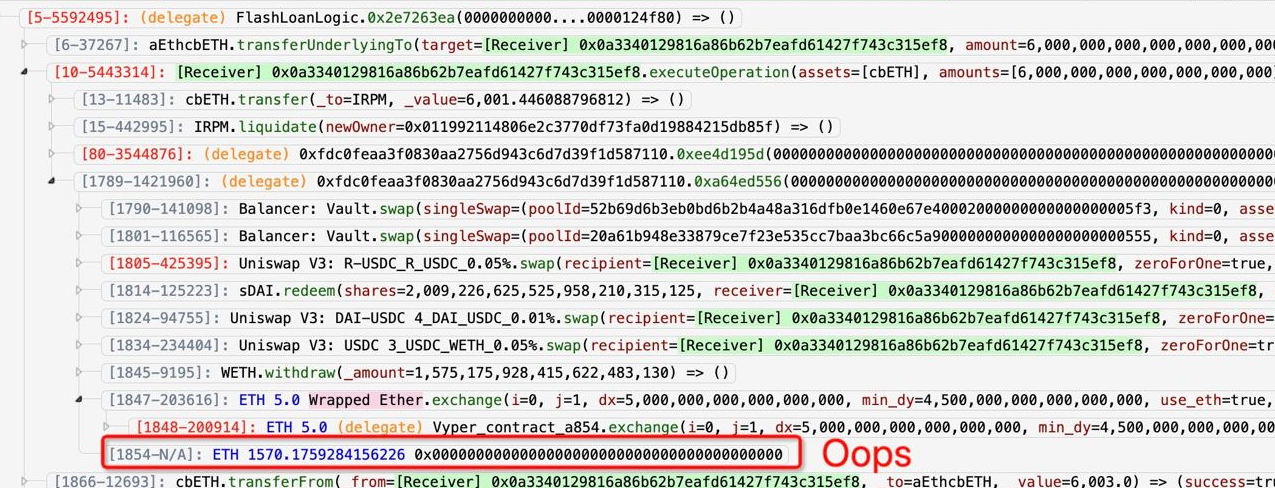 [5-5592495]: (delegate) FlashLoanLogic.0x2e7263ea(0000000000....0000124f80) => ()
[6-37267]: aEthcbETH.transferUnderlyingTo(target=[Receiver] 0x0a3340129816a86b62b7eafd61427f743c315ef8, amount=6,000,000,000,000,000,000,000
[10-5443314]: [Receiver] 0x0a3340129816a86b62b7eafd61427f743c315ef8.executeOperation(assets=[cbETH], amounts=[6,000,000,000,000,000,000,000]
[13-11483]: cbETH.transfer(_to=IRPM, _value=6,001.446088796812) => ()
[15-442995]: IRPM.liquidate(newOwner=0x011992114806e2c3770df73fa0d19884215db85f) => ()
[80-3544876]: (delegate) 0xfdc0feaa3f0830aa2756d943c6d7d39f1d587110.0xee4d195d(0000000000000000000000000000000000000000000000000000000000
[1789-1421960]: (delegate) 0xfdc0feaa3f0830aa2756d943c6d7d39f1d587110.0xa64ed556(00000000000000000000000000000000000000000000000000000000
[1790-141098]: Balancer: Vault.swap(singleSwap=(poolId=52b69d6b3eb0bd6b2b4a48a316dfb0e1460e67e40002000000000000000005f3, kind=0, asse
[1801-116565]: Balancer: Vault.swap(singleSwap=(poolId=20a61b948e33879ce7f23e535cc7baa3bc66c5a9000000000000000000000555, kind=0, asse
[1805-425395]: Uniswap V3: R-USDC_R_USDC_0.05%.swap(recipient=[Receiver] 0x0a3340129816a86b62b7eafd61427f743c315ef8, zeroForOne=true,
[1814-125223]: sDAI.redeem(shares=2,009,226,625,525,958,210,315,125, receiver=[Receiver] 0x0a3340129816a86b62b7eafd61427f743c315ef8,
[1824-94755]: Uniswap V3: DAI-USDC 4_DAI_USDC_0.01%.swap(recipient=[Receiver] 0x0a3340129816a86b62b7eafd61427f743c315ef8, zeroForOne=
[1834-234404]: Uniswap V3: USDC 3_USDC_WETH_0.05%.swap(recipient=[Receiver] 0x0a3340129816a86b62b7eafd61427f743c315ef8, zeroForOne=tr
[1845-9195]: WETH.withdraw(_amount=1,575,175,928,415,622,483,130) => ()
[1847-203616]: ETH 5.0 Wrapped Ether.exchange(i=0, j=1, dx=5,000,000,000,000,000,000, min_dy=4,500,000,000,000,000,000, use_eth=true,
[1848-200914]: ETH 5.0 (delegate) Vyper_contract_a854.exchange(i=0, j=1, dx=5,000,000,000,000,000,000, min_dy=4,500,000,000,000,00
[1854-N/A]: ETH 1570.1759284156226 0x0000000000000000000000000000000000000000
Oops
[1866-12693]: cbETH.transferFrom(_from=[Receiver] 0x0a3340129816a86b62b7eafd61427f743c315ef8, _to=aEthcbETH, _value=6,003.0) => (success=tru